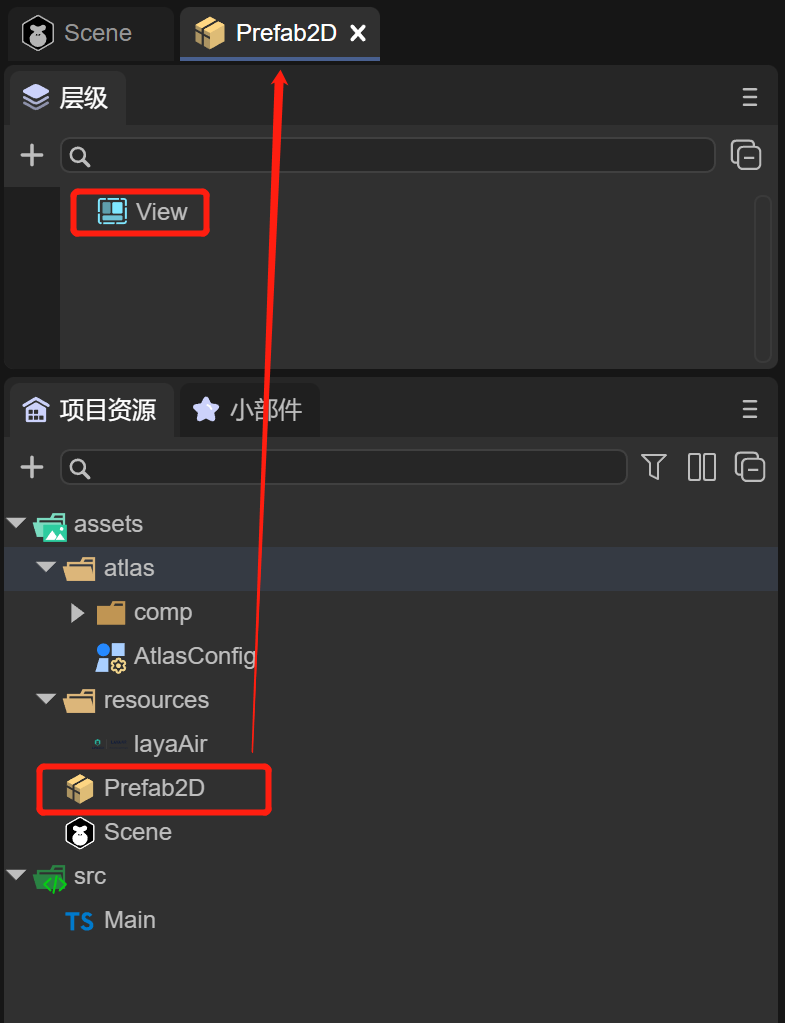 Scene
Prefab2D
层级
View
项目资源
小部件
assets
atlas
comp
AtlasConfig
resources
layaAir
Prefab2D
Scene
src
TS Main